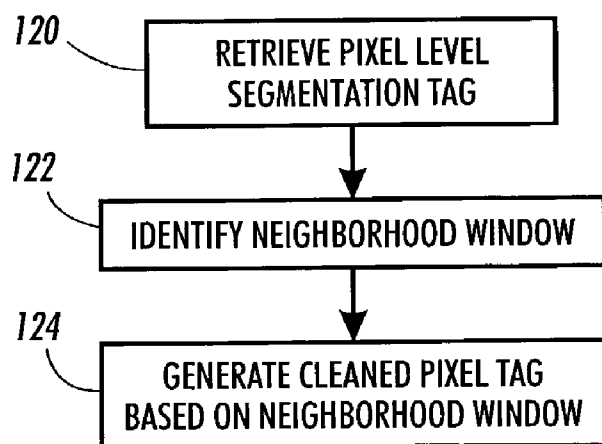 120
RETRIEVE PIXEL LEVEL
SEGMENTATION TAG
122
IDENTIFY NEIGHBORHOOD WINDOW
124
GENERATE CLEANED PIXEL TAG
BASED ON NEIGHBORHOOD WINDOW